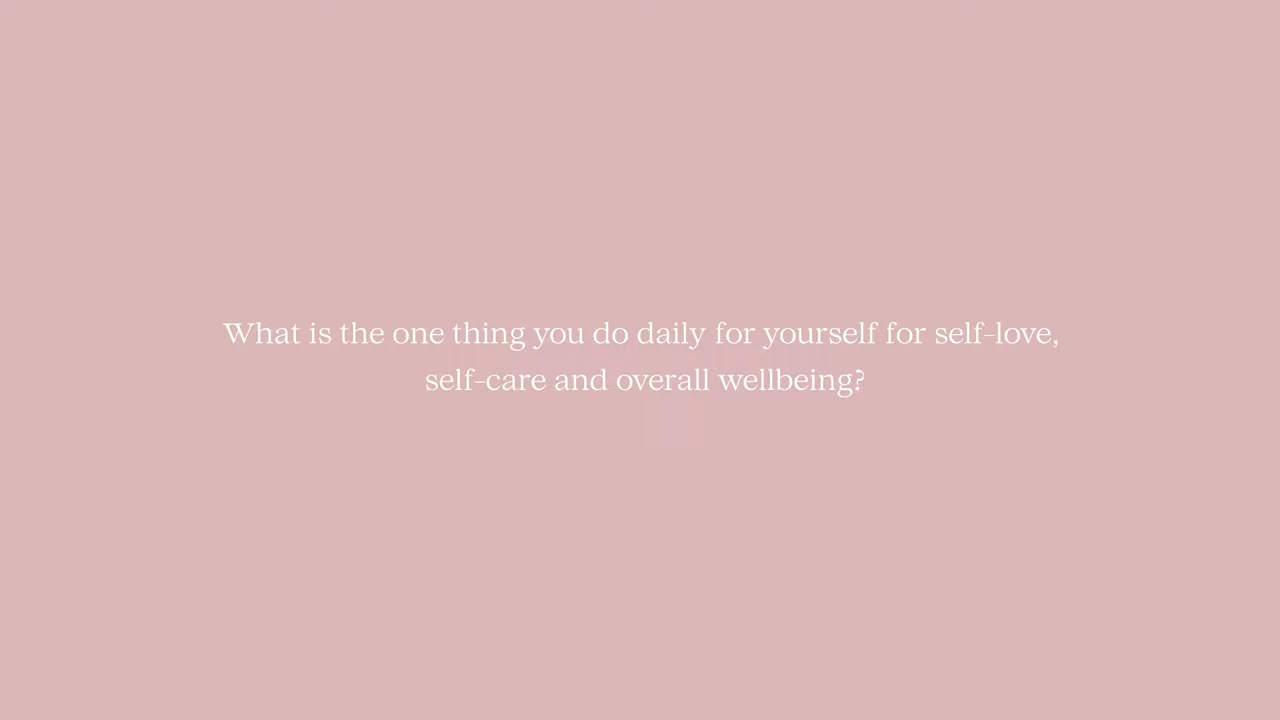 What is the one thing you do daily for yourself for self-love,
self-care and overall wellbeing?